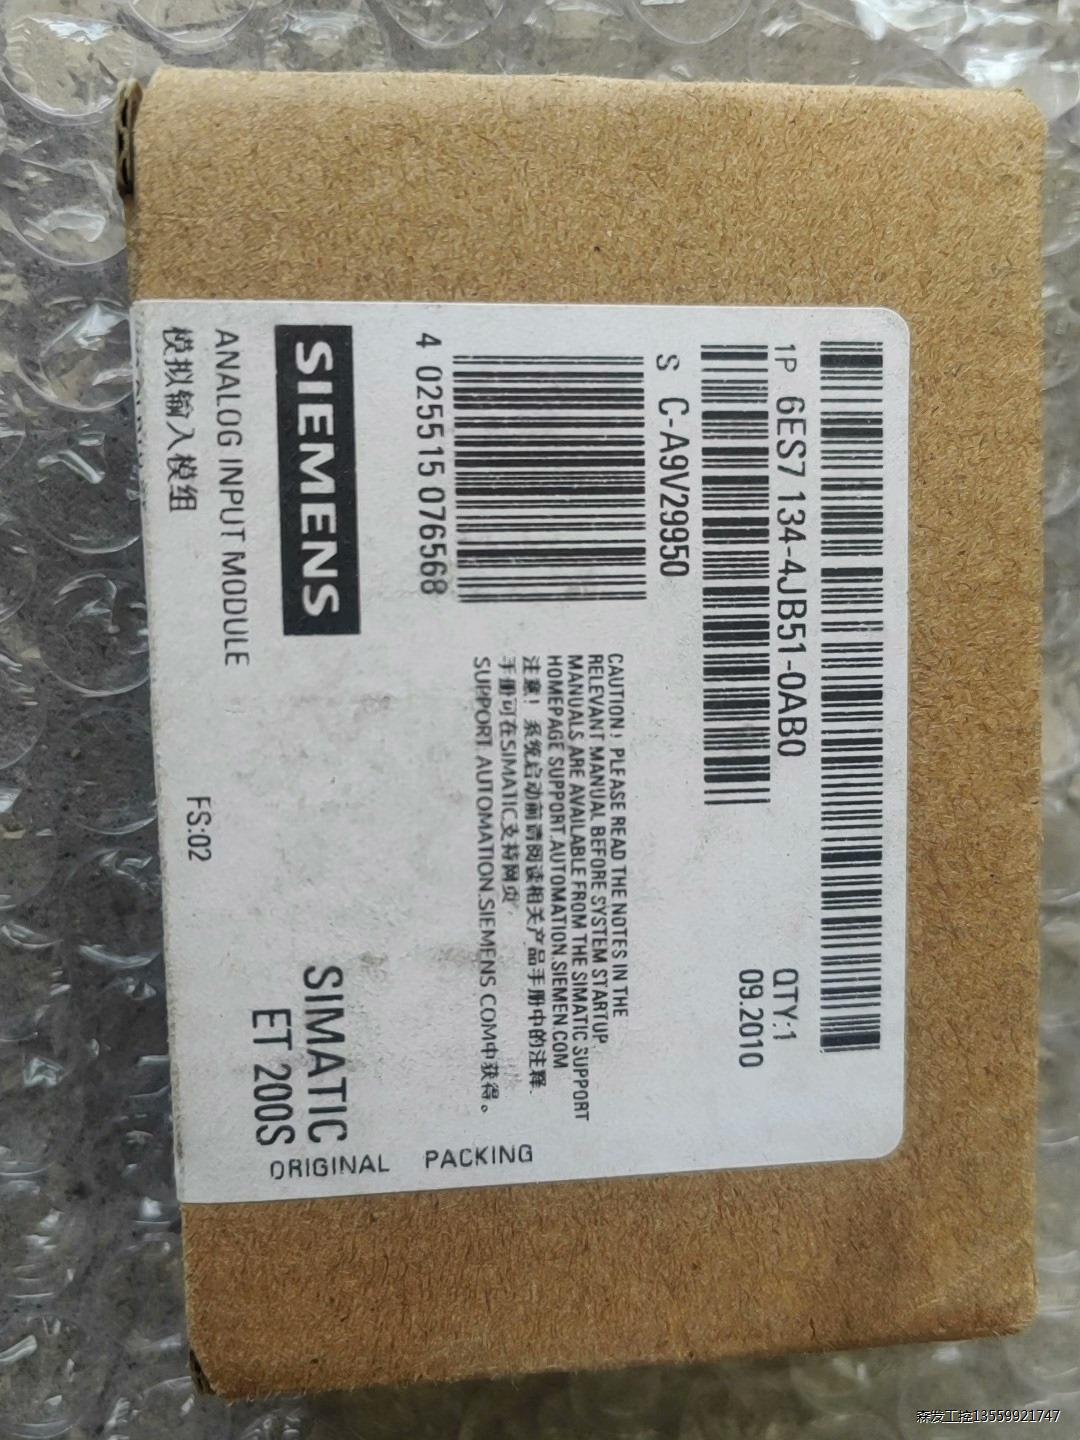 1P 6ES7 134-4JB51-0AB0
QTY:1
09.2010
S C-A9V29950
4 025515 076568
CAUTION! PLEASE READ THE NOTES IN THE
RELEVANT MANUAL BEFORE SYSTEM STARTUP.
MANUALS ARE AVAILABLE FROM THE SIMATIC SUPPORT
HOMEPAGE SUPPORT.AUTOMATION.SIEMEN.COM
注意！系统启动前请阅读相关产品手册中的注释.
手册可在SIMATIC支持网页
SUPPORT. AUTOMATION.SIEMENS COM中获得。
SIEMENS
SIMATIC
ET 200S
ANALOG INPUT MODULE
模拟输入模组
FS:02
ORIGINAL PACKING
森发工控13559921747